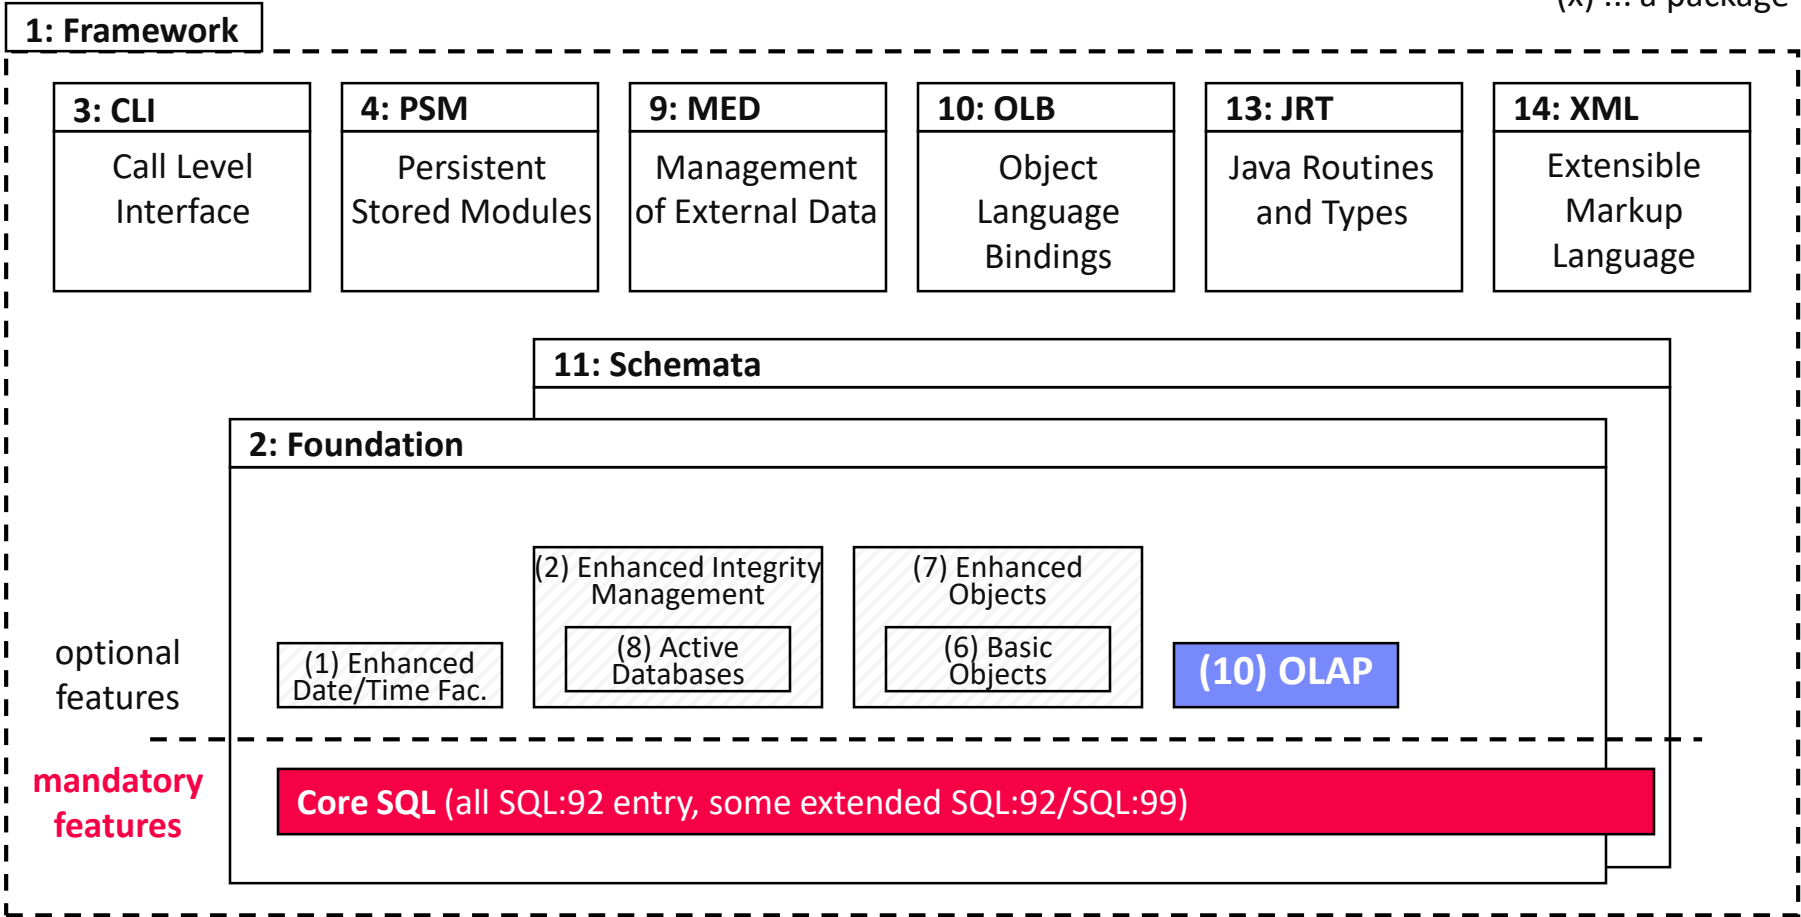 (x) ... a package
1: Framework
3: CLI
Call Level
Interface
4: PSM
Persistent
Stored Modules
9: MED
Management
of External Data
10: OLB
Object
Language
Bindings
13: JRT
Java Routines
and Types
14: XML
Extensible
Markup
Language
11: Schemata
2: Foundation
optional
features
(1) Enhanced
Date/Time Fac.
(2) Enhanced Integrity
Management
(8) Active
Databases
(7) Enhanced
Objects
(6) Basic
Objects
(10) OLAP
mandatory
features
Core SQL (all SQL:92 entry, some extended SQL:92/SQL:99)